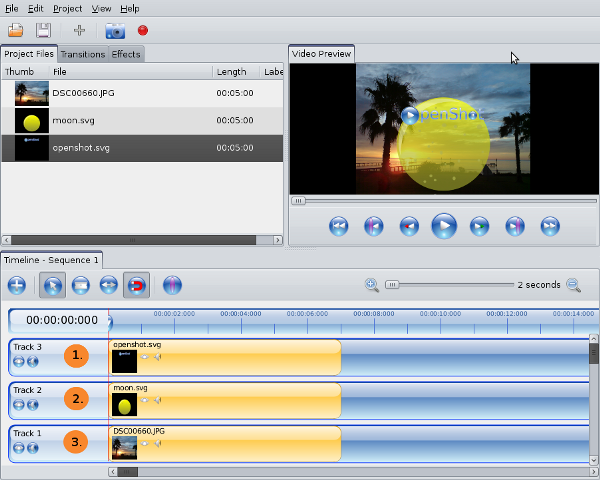 File Edit Project View Help
Project Files Transitions Effects
Thumb File Length Labe
DSC00660.JPG 00:05:00
moon.svg 00:05:00
openshot.svg 00:05:00
Video Preview
penShot
Timeline - Sequence 1
2 seconds
00:00:00:000
00:00:02:000 00:00:04:000 00:00:06:000 00:00:08:000 00:00:10:000 00:00:12:000 00:00:14:000
Track 3
1.
openshot.svg
Track 2
2.
moon.svg
Track 1
3.
DSC00660.JPG